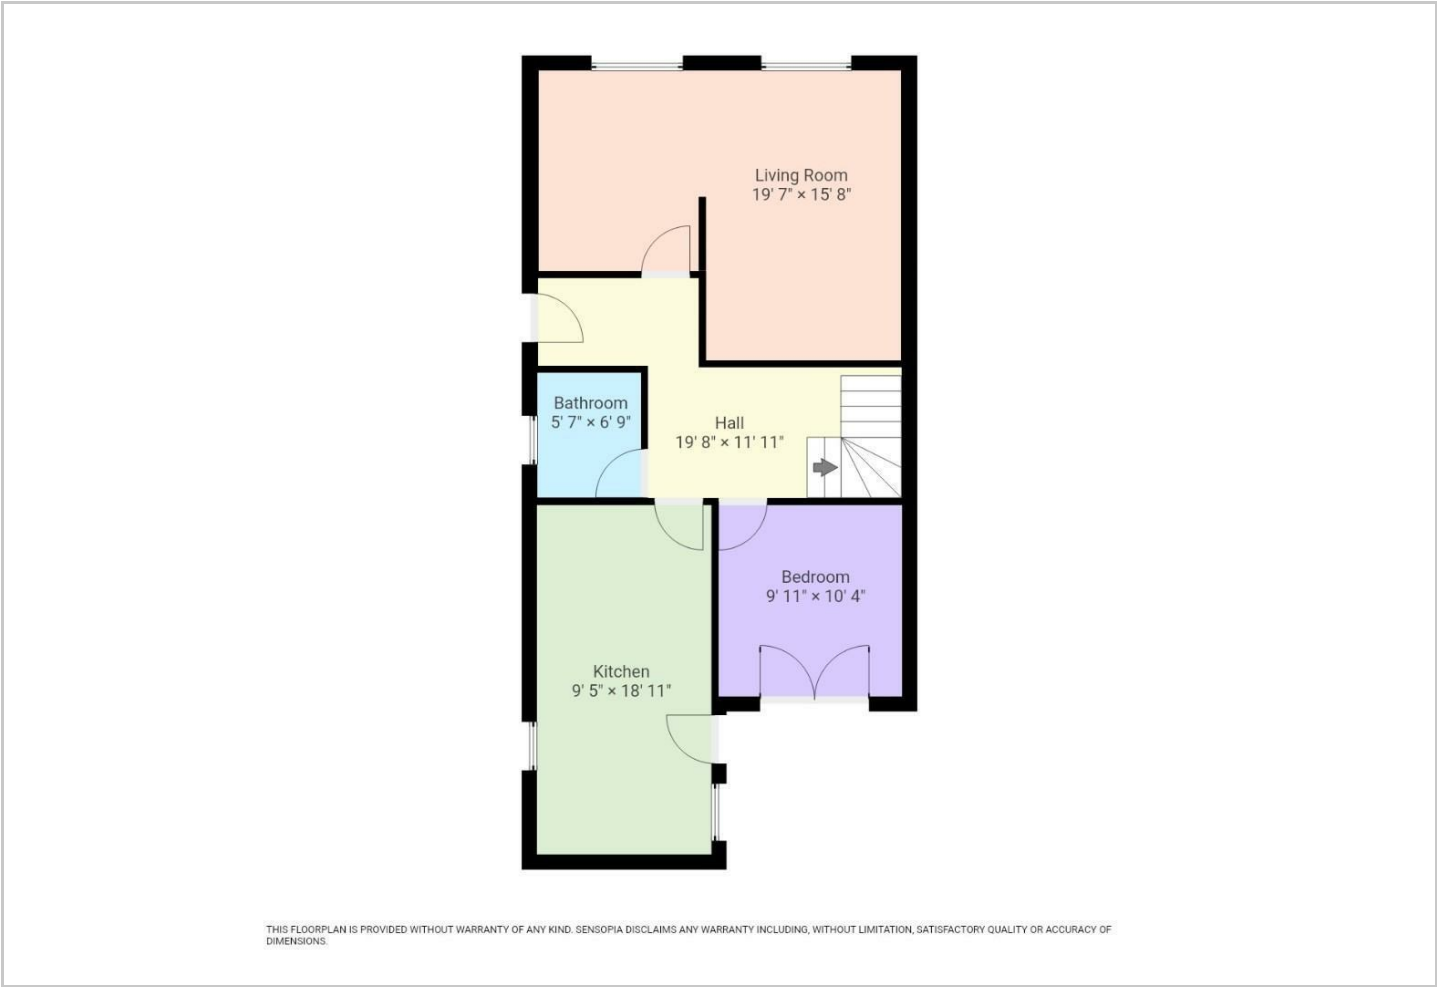 Living Room
19' 7" × 15' 8"
Bathroom
5' 7" × 6' 9"
Hall
19' 8" × 11' 11"
Bedroom
9' 11" × 10' 4"
Kitchen
9' 5" × 18' 11"
THIS FLOORPLAN IS PROVIDED WITHOUT WARRANTY OF ANY KIND. SENSOPIA DISCLAIMS ANY WARRANTY INCLUDING, WITHOUT LIMITATION, SATISFACTORY QUALITY OR ACCURACY OF
DIMENSIONS.